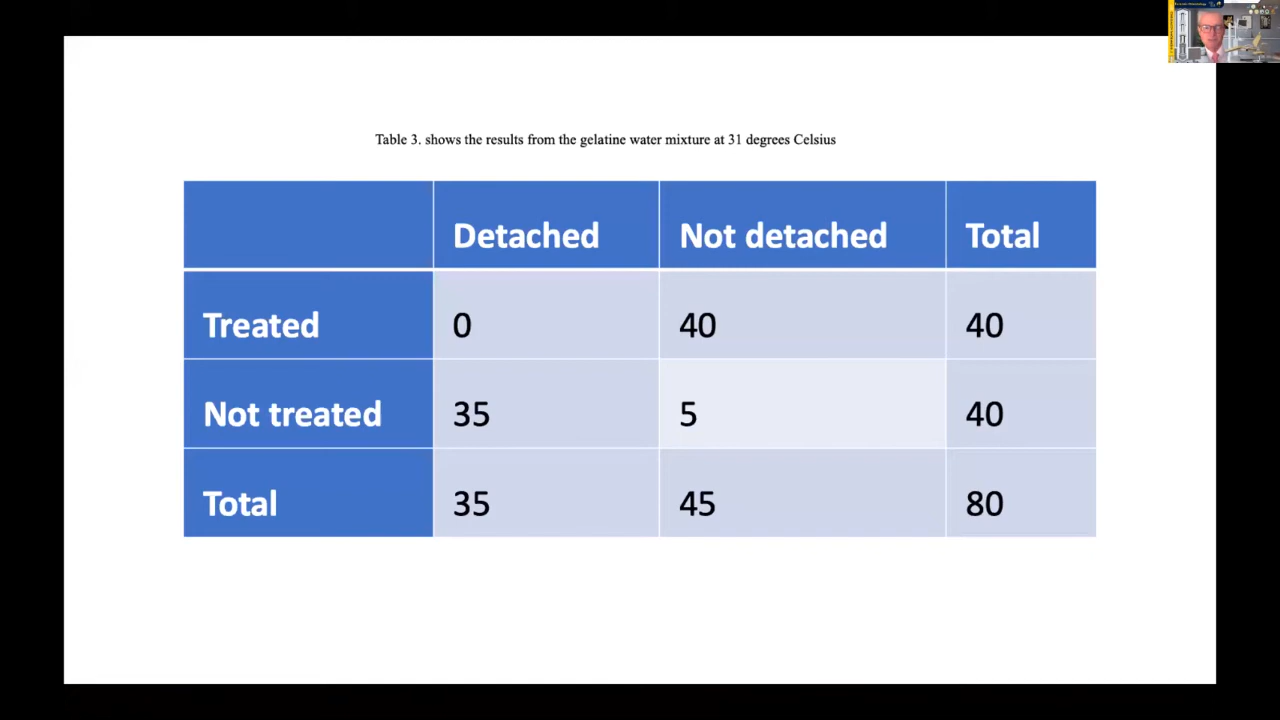 Table 3. shows the results from the gelatine water mixture at 31 degrees Celsius
Detached Not detached Total
Treated 0 40 40
Not treated 35 5 40
Total 35 45 80